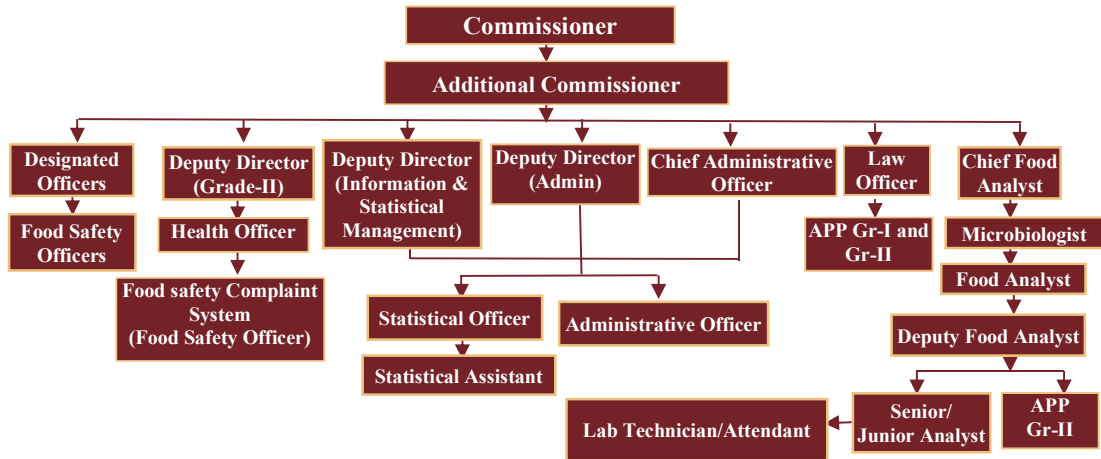 Commissioner
Additional Commissioner
Designated
Officers
Deputy Director
(Grade-II)
Deputy Director
(Information &
Statistical
Management)
Deputy Director
(Admin)
Chief Administrative
Officer
Law
Officer
Chief Food
Analyst
Food Safety
Officers
Health Officer
APP Gr-I and
Gr-II
Microbiologist
Food safety Complaint
System
(Food Safety Officer)
Food Analyst
Statistical Officer
Administrative Officer
Deputy Food Analyst
Statistical Assistant
Lab Technician/Attendant
Senior/
Junior Analyst
APP
Gr-II